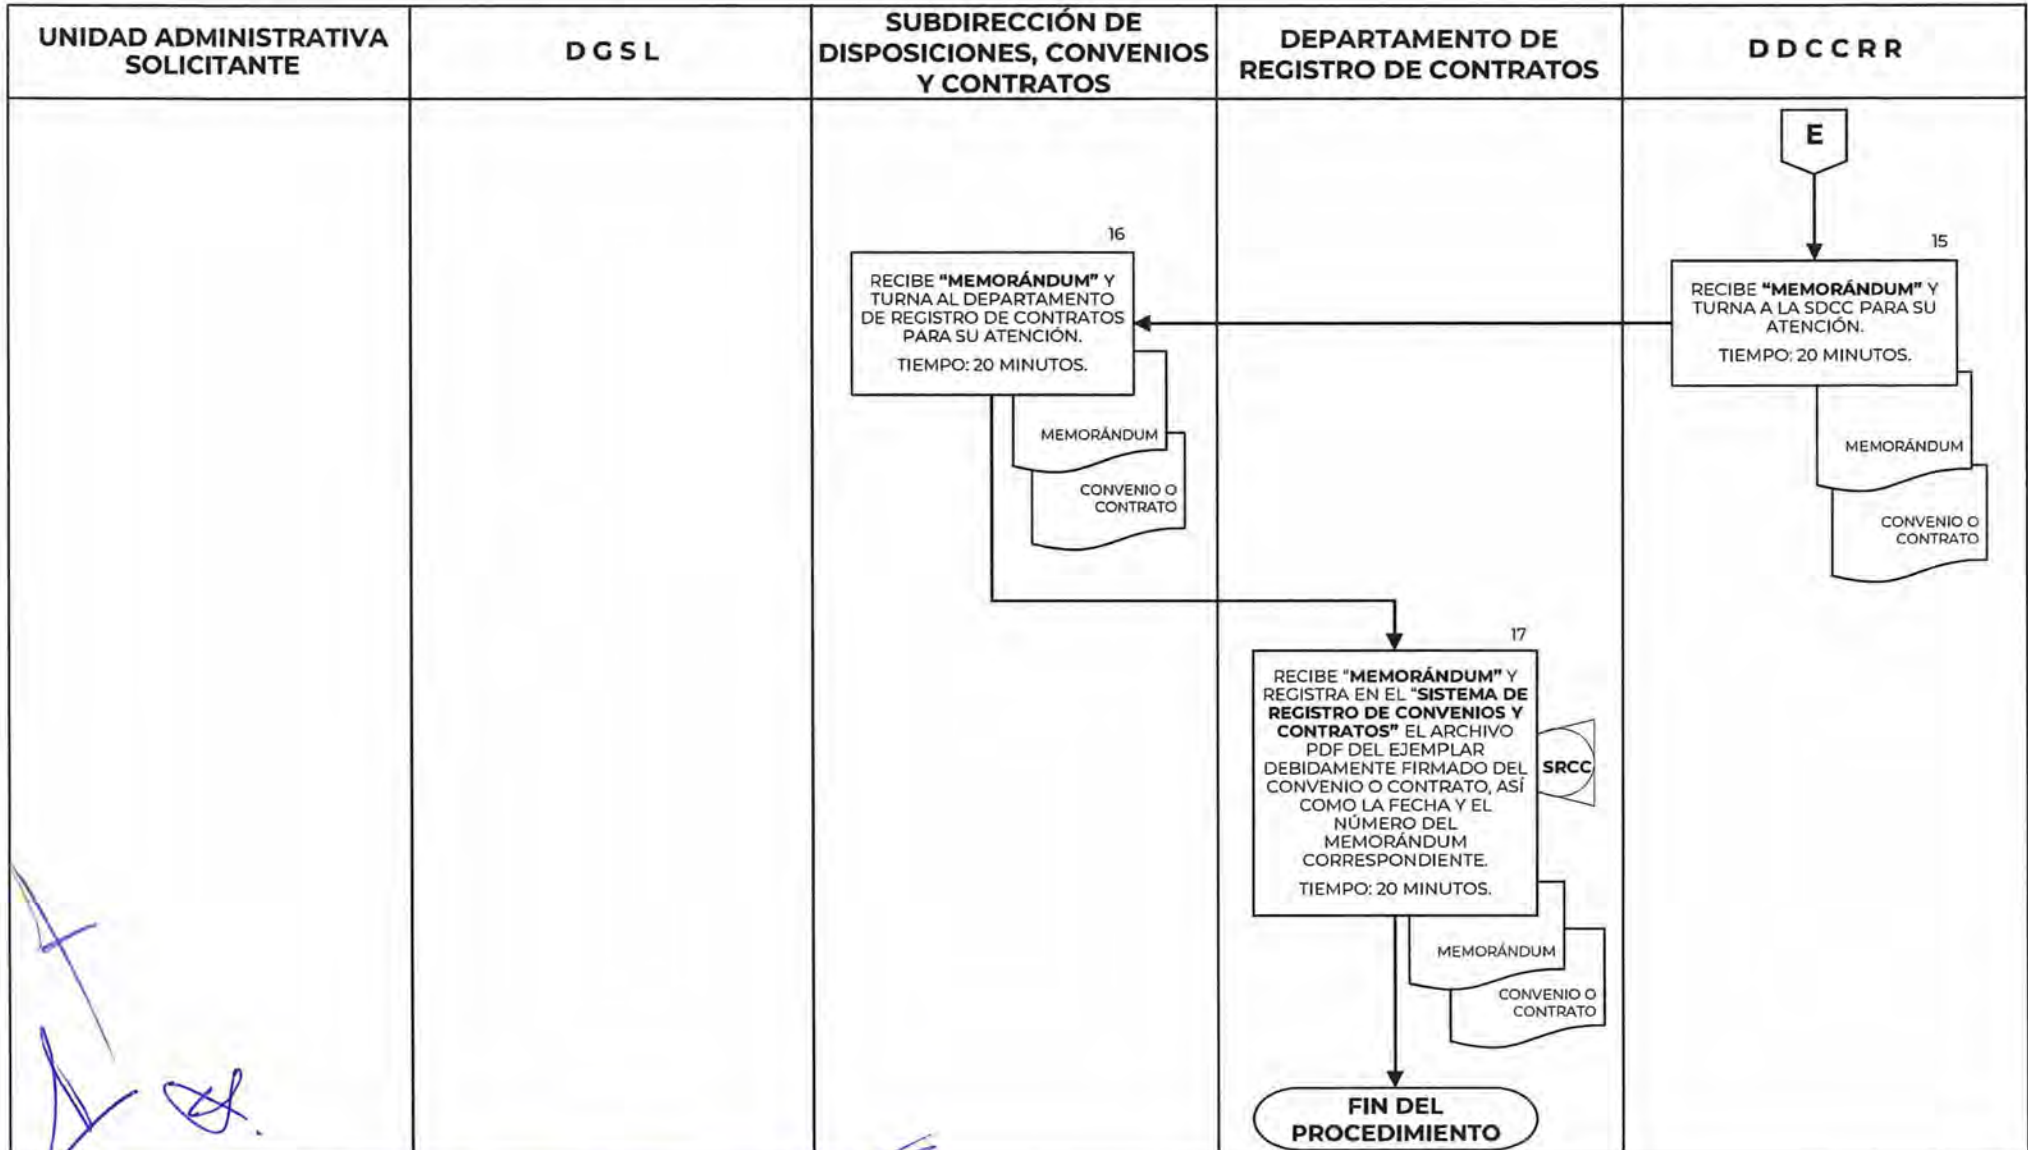 UNIDAD ADMINISTRATIVA
SOLICITANTE
D G S L
SUBDIRECCIÓN DE
DISPOSICIONES, CONVENIOS
Y CONTRATOS
DEPARTAMENTO DE
REGISTRO DE CONTRATOS
D D C C R R
E
15
RECIBE “MEMORÁNDUM” Y
TURNA A LA SDCC PARA SU
ATENCIÓN.
TIEMPO: 20 MINUTOS.
MEMORÁNDUM
CONVENIO O
CONTRATO
16
RECIBE “MEMORÁNDUM” Y
TURNA AL DEPARTAMENTO
DE REGISTRO DE CONTRATOS
PARA SU ATENCIÓN.
TIEMPO: 20 MINUTOS.
MEMORÁNDUM
CONVENIO O
CONTRATO
17
RECIBE “MEMORÁNDUM” Y
REGISTRA EN EL “SISTEMA DE
REGISTRO DE CONVENIOS Y
CONTRATOS” EL ARCHIVO
PDF DEL EJEMPLAR
DEBIDAMENTE FIRMADO DEL
CONVENIO O CONTRATO, ASÍ
COMO LA FECHA Y EL
NÚMERO DEL
MEMORÁNDUM
CORRESPONDIENTE.
TIEMPO: 20 MINUTOS.
SRCC
MEMORÁNDUM
CONVENIO O
CONTRATO
FIN DEL
PROCEDIMIENTO